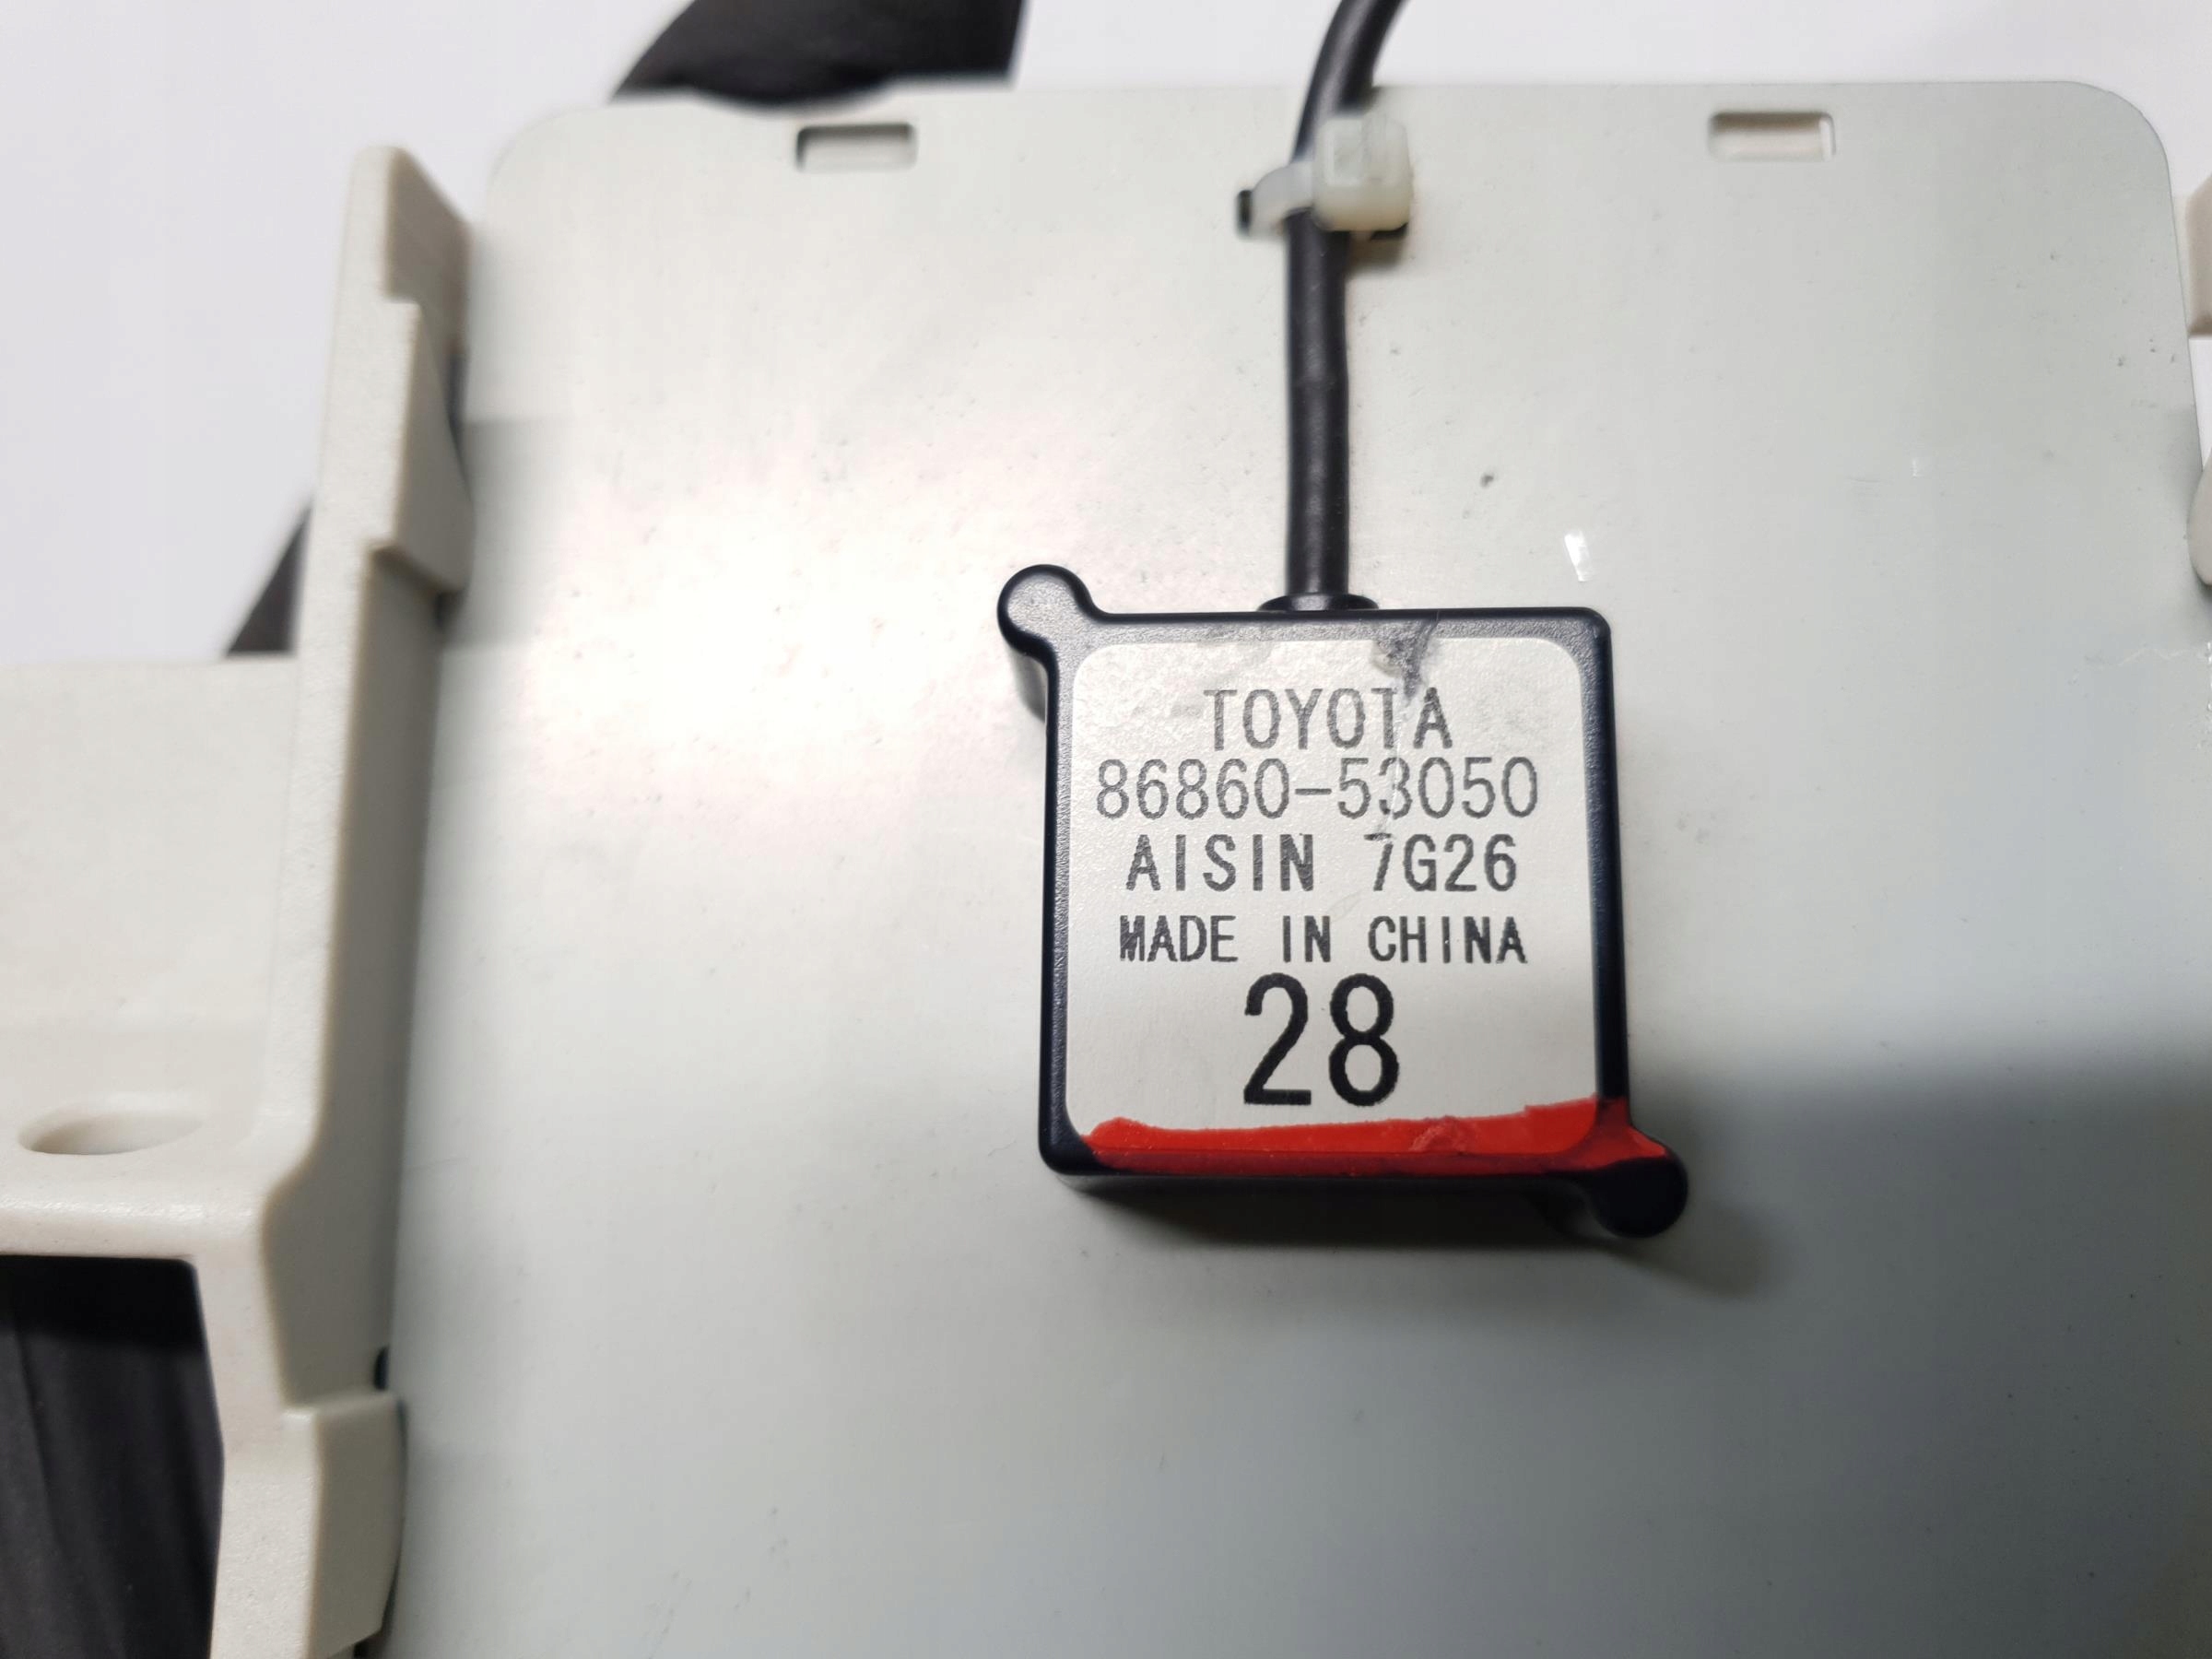 TOYOTA
86860-53050
AISIN 7G26
MADE IN CHINA
28